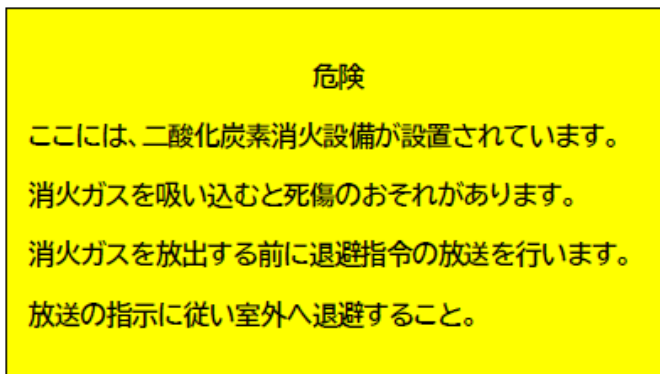 危険
ここには、二酸化炭素消火設備が設置されています。
消火ガスを吸い込むと死傷のおそれがあります。
消火ガスを放出する前に退避指令の放送を行います。
放送の指示に従い室外へ退避すること。